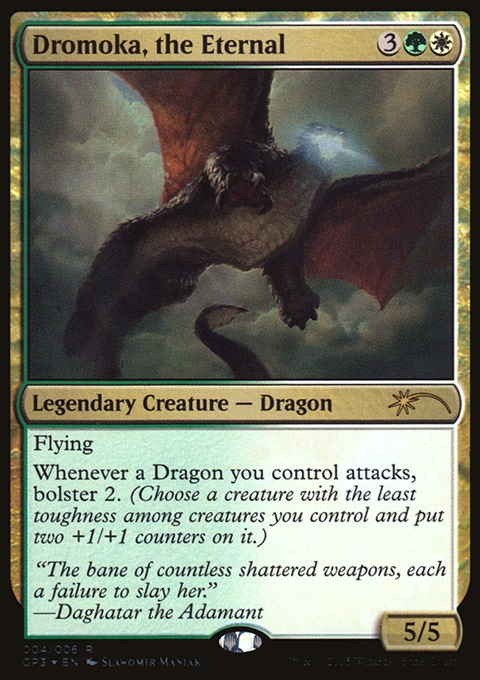 Dromoka, the Eternal 3
Legendary Creature — Dragon
Flying
Whenever a Dragon you control attacks,
bolster 2. (Choose a creature with the least
toughness among creatures you control and put
two +1/+1 counters on it.)
“The bane of countless shattered weapons, each
a failure to slay her.”
—Daghatar the Adamant
5/5
004/006 R
GP3 ★ EN Slawomir Maniak